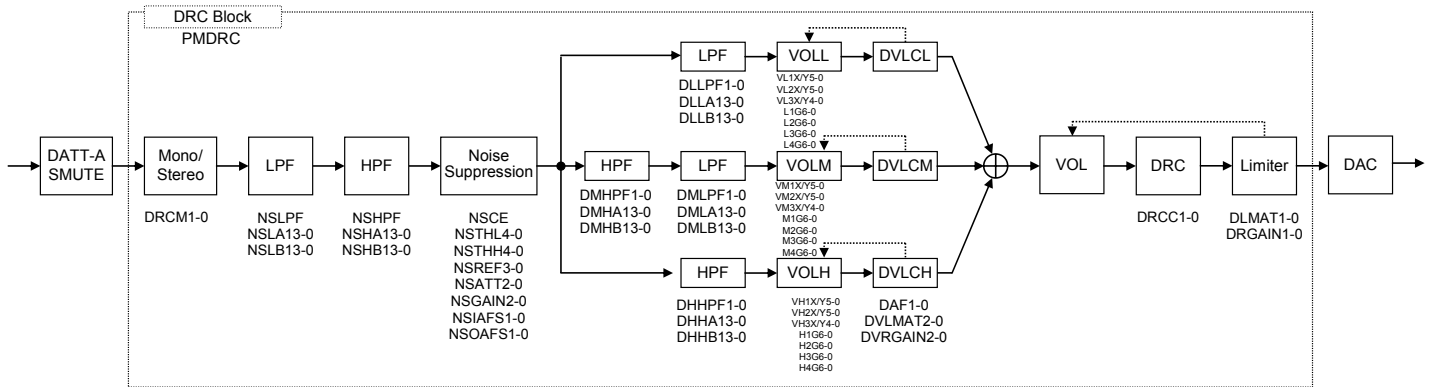 DRC Block
PMDRC
DATT-A
SMUTE
Mono/
Stereo
DRCM1-0
LPF
NSLPF
NSLA13-0
NSLB13-0
HPF
NSHPF
NSHA13-0
NSHB13-0
Noise
Suppression
NSCE
NSTHL4-0
NSTHH4-0
NSREF3-0
NSATT2-0
NSGAIN2-0
NSIAFS1-0
NSOAFS1-0
LPF
DLLPF1-0
DLLA13-0
DLLB13-0
VOLL
VL1X/Y5-0
VL2X/Y5-0
VL3X/Y4-0
L1G6-0
L2G6-0
L3G6-0
L4G6-0
DVLCL
HPF
DMHPF1-0
DMHA13-0
DMHB13-0
LPF
DMLPF1-0
DMLA13-0
DMLB13-0
VOLM
VM1X/Y5-0
VM2X/Y5-0
VM3X/Y4-0
M1G6-0
M2G6-0
M3G6-0
M4G6-0
DVLCM
HPF
DHHPF1-0
DHHA13-0
DHHB13-0
VOLH
VH1X/Y5-0
VH2X/Y5-0
VH3X/Y4-0
H1G6-0
H2G6-0
H3G6-0
H4G6-0
DVLCH
DAF1-0
DVLMAT2-0
DVRGAIN2-0
VOL
DRC
DRCC1-0
Limiter
DLMAT1-0
DRGAIN1-0
DAC